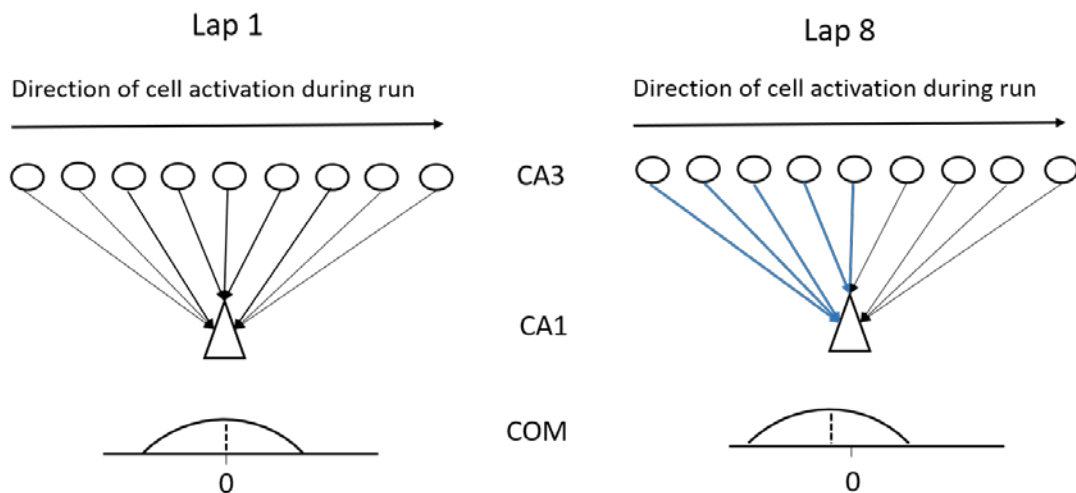 Lap 1
Lap 8
Direction of cell activation during run
Direction of cell activation during run
CA3
CA1
COM
0
0